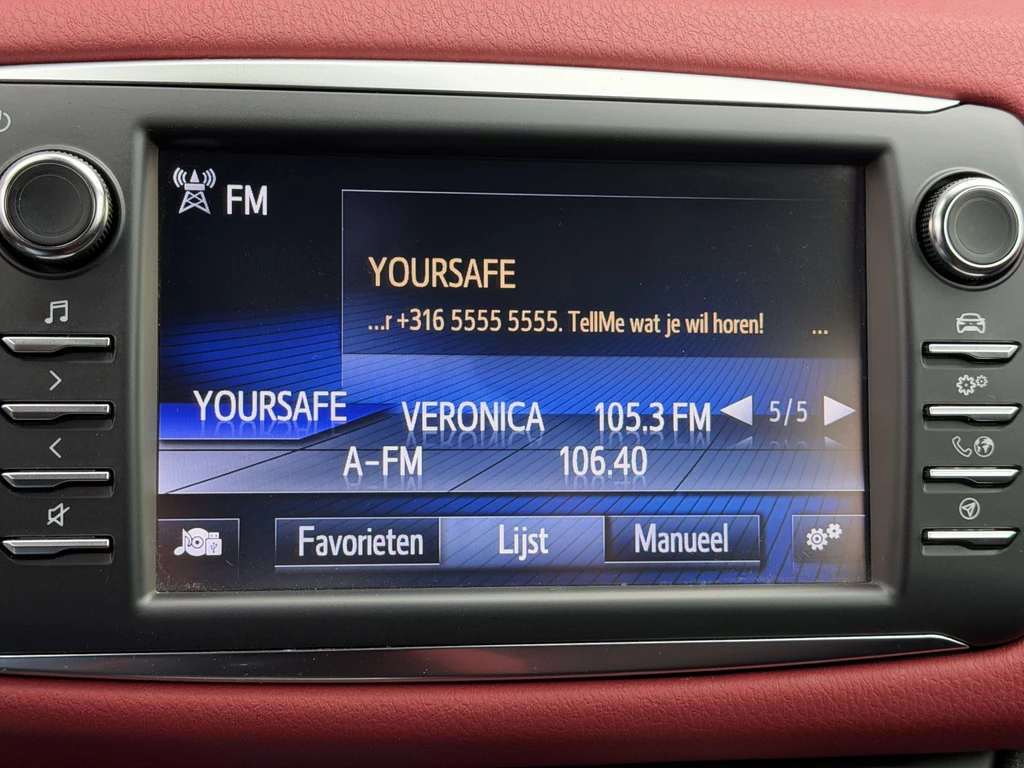 FM
YOURSAFE
...r +316 5555 5555. TellMe wat je wil horen! ...
YOURSAFE VERONICA 105.3 FM 5/5
A-FM 106.40
Favorieten Lijst Manueel